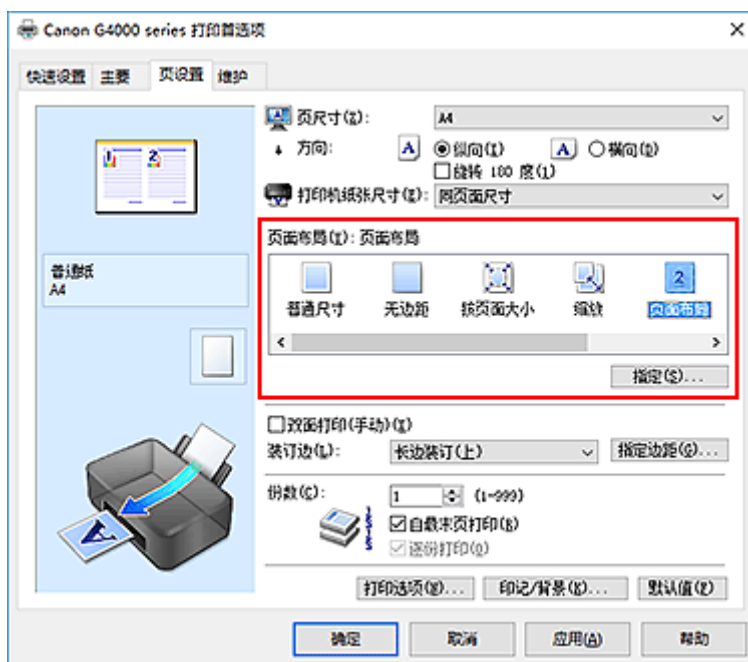 Canon G4000 series 打印首选项
快速设置 主要 页设置 维护
页尺寸(Z): A4
方向: A 纵向(I) A 横向(D)
旋转 180 度(1)
打印机纸张尺寸(E): 同页面尺寸
页面布局(I): 页面布局
普通尺寸 无边距 按页面大小 缩放 页面布局
2
指定(S)...
普通纸
A4
双面打印(手动)(X)
装订边(L): 长边装订(上) 指定边距(G)...
份数(C): 1 (1-999)
自最末页打印(R)
逐份打印(O)
打印选项(N)... 印记/背景(K)... 默认值(F)
确定 取消 应用(A) 帮助
1 2
A